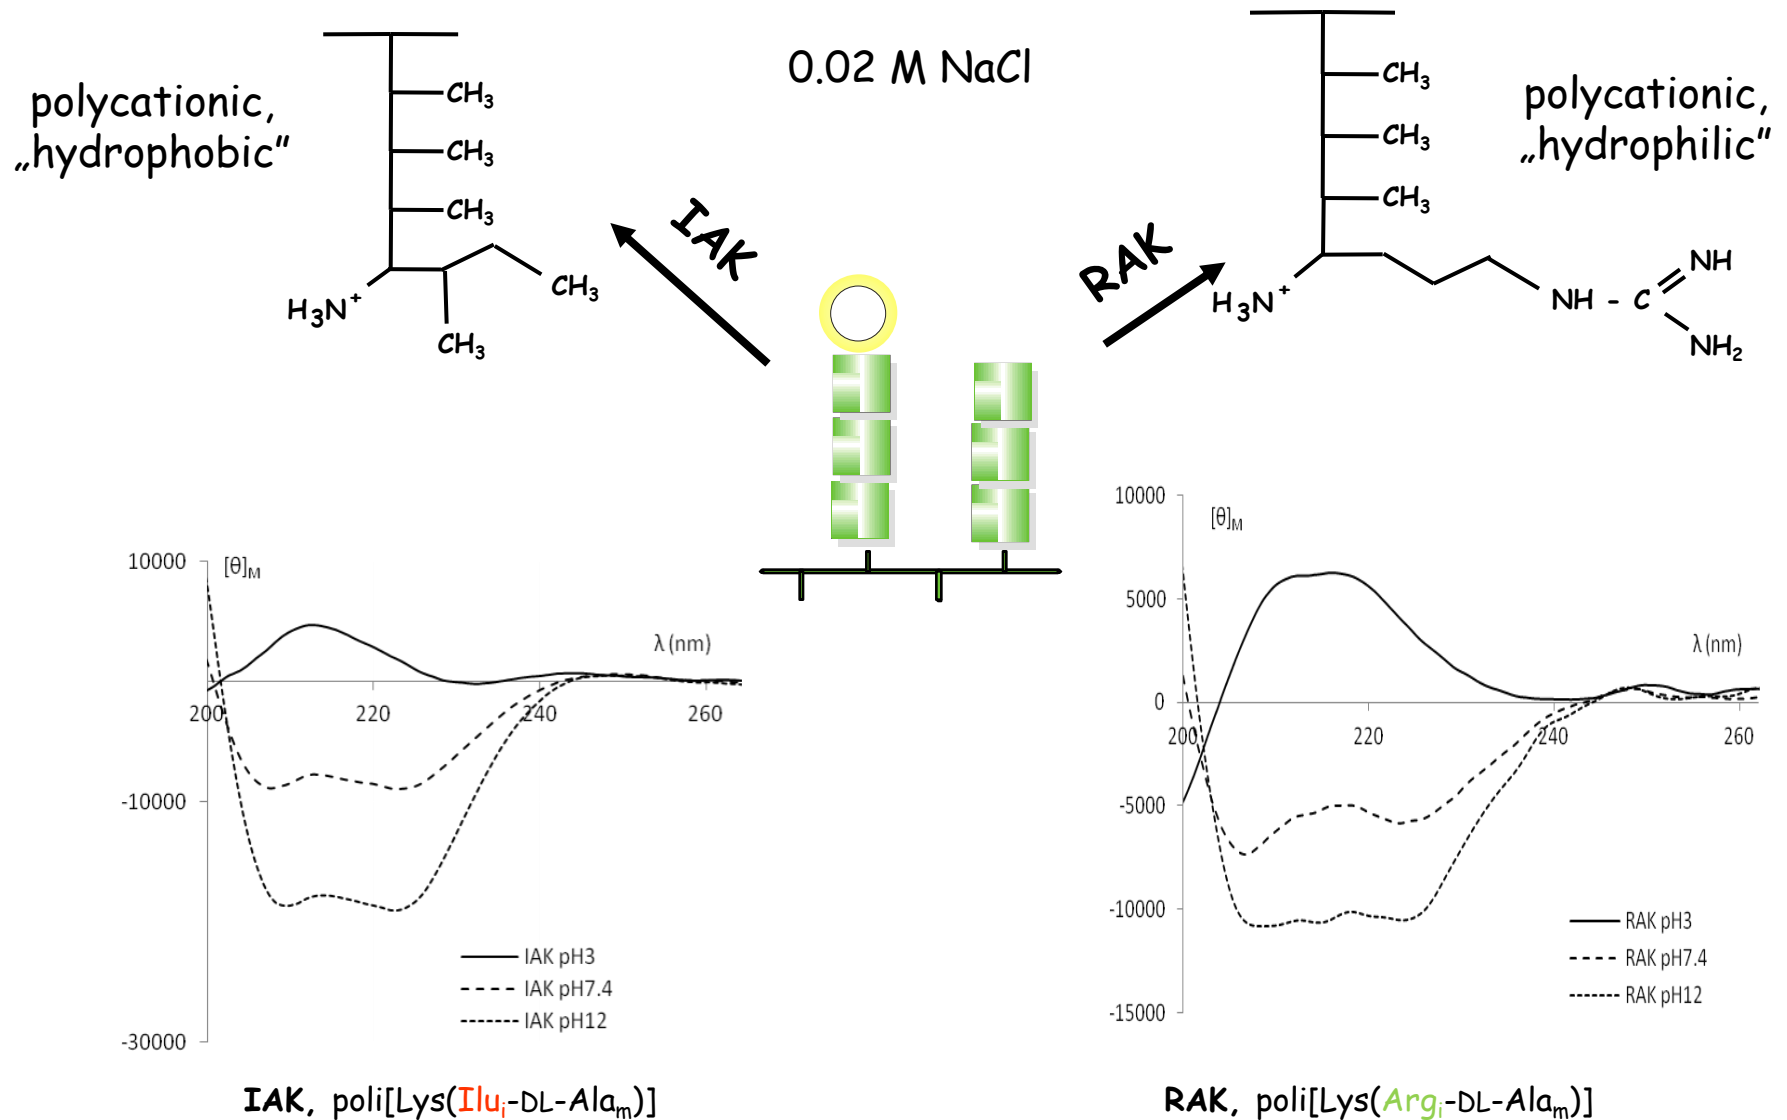 0.02 M NaCl
polycationic,
„hydrophobic"
CH₃
CH₃
CH₃
CH₃
H₃N⁺
CH₃
IAK
RAK
polycationic,
„hydrophilic"
CH₃
CH₃
CH₃
H₃N⁺
NH - C
NH
NH₂
10000
[θ]M
λ (nm)
200
220
240
260
-10000
-30000
IAK pH3
IAK pH7.4
IAK pH12
IAK, poli[Lys(Iluᵢ-DL-Alaₘ)]
10000
[θ]M
5000
λ (nm)
0
200
220
240
260
-5000
-10000
-15000
RAK pH3
RAK pH7.4
RAK pH12
RAK, poli[Lys(Argᵢ-DL-Alaₘ)]